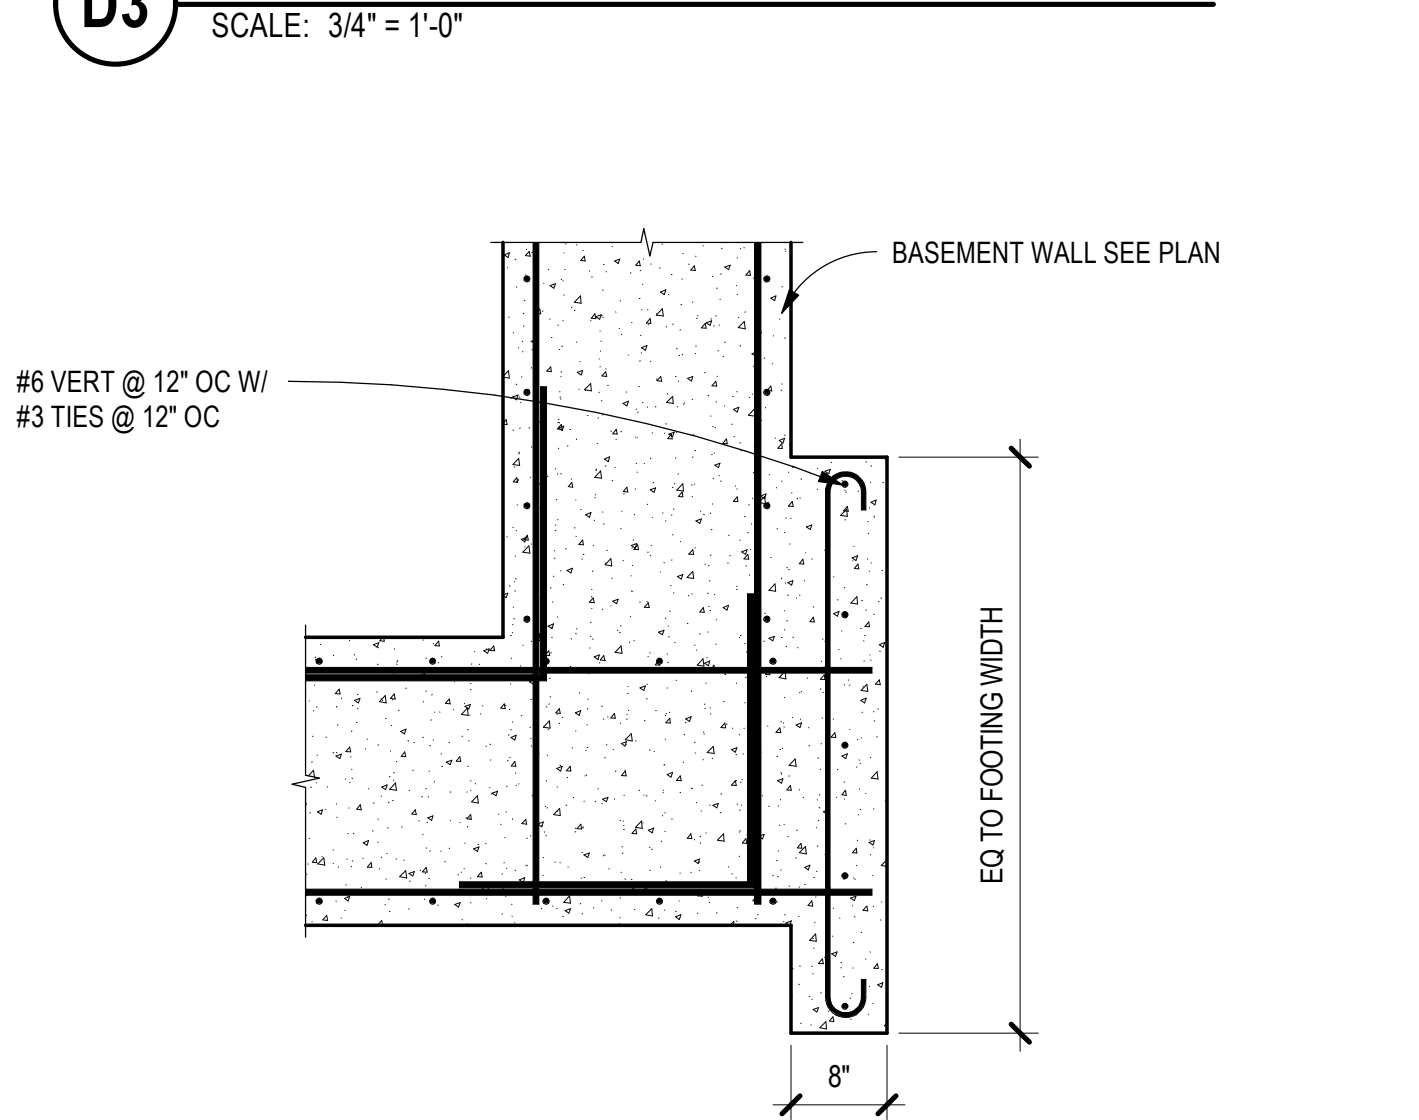 D3
SCALE: 3/4" = 1'-0"
BASEMENT WALL SEE PLAN
#6 VERT @ 12" OC W/
#3 TIES @ 12" OC
EQ TO FOOTING WIDTH
8"